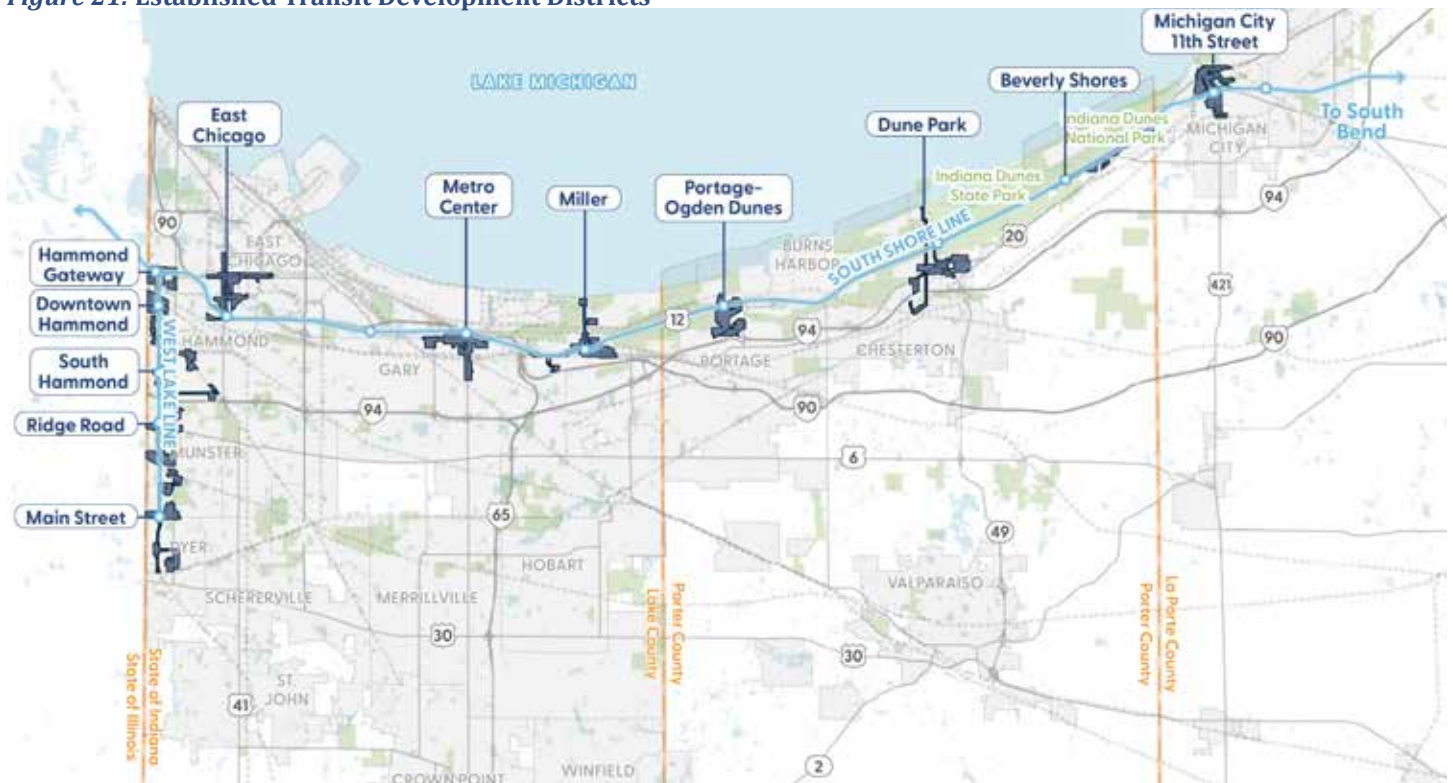 Figure 21: Established Transit Development Districts
Michigan City
11th Street
LAKE MICHIGAN
Beverly Shores
East
Chicago
Dune Park
Indiana Dunes
National Park
To South
Bend
MICHIGAN
CITY
Metro
Center
Miller
Portage-
Ogden Dunes
Indiana Dunes
State Park
94
90
20
EAST
CHICAGO
BURNS
HARBOR
SOUTH SHORE LINE
Hammond
Gateway
421
Downtown
Hammond
WEST LAKE LINE
12
94
90
HAMMOND
GARY
PORTAGE
CHESTERTON
South
Hammond
94
90
Ridge Road
MUNSTER
6
Main Street
65
49
DYER
HOBART
VALPARAISO
SCHERERVILLE
MERRILLVILLE
Porter County
Lake County
La Porte County
Porter County
30
30
State of Indiana
State of Illinois
ST.
JOHN
41
2
CROWN POINT
WINFIELD